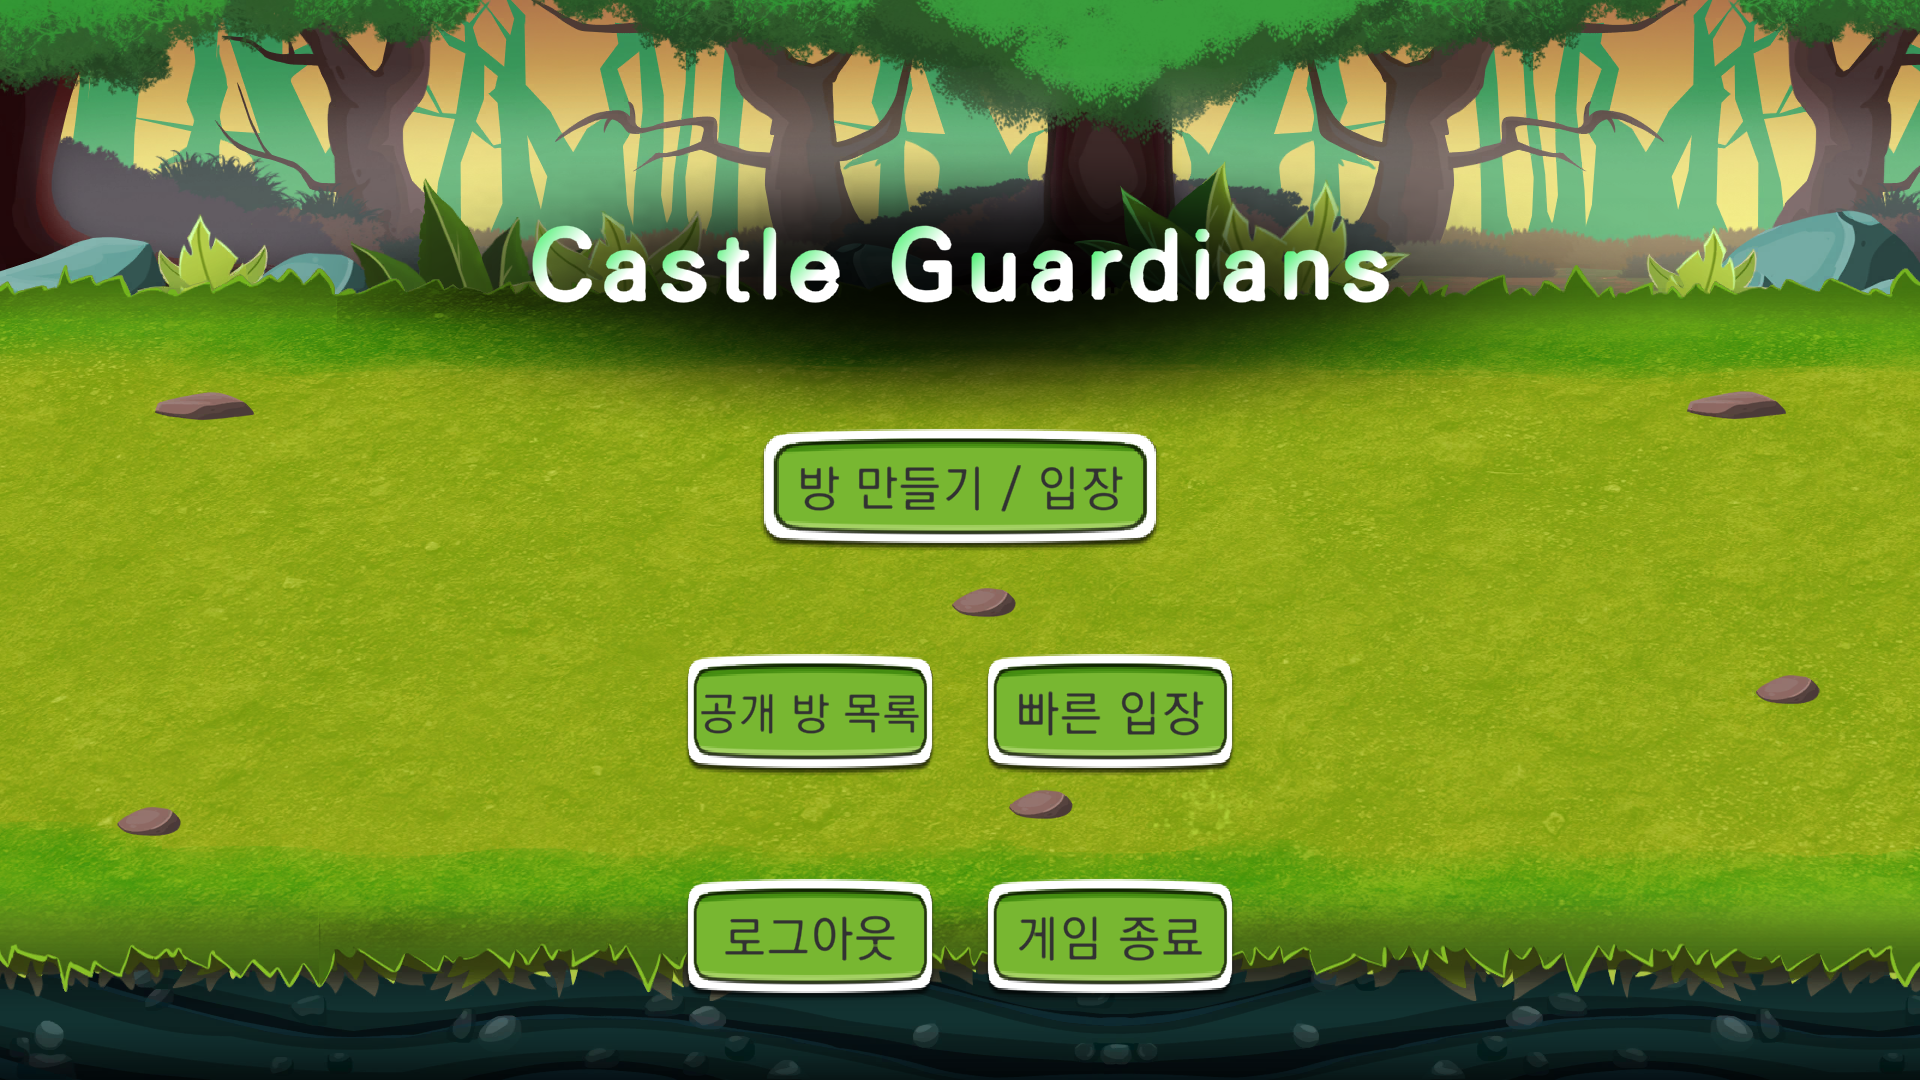 Castle Guardians
방 만들기 / 입장
공개 방 목록
빠른 입장
로그아웃
게임 종료